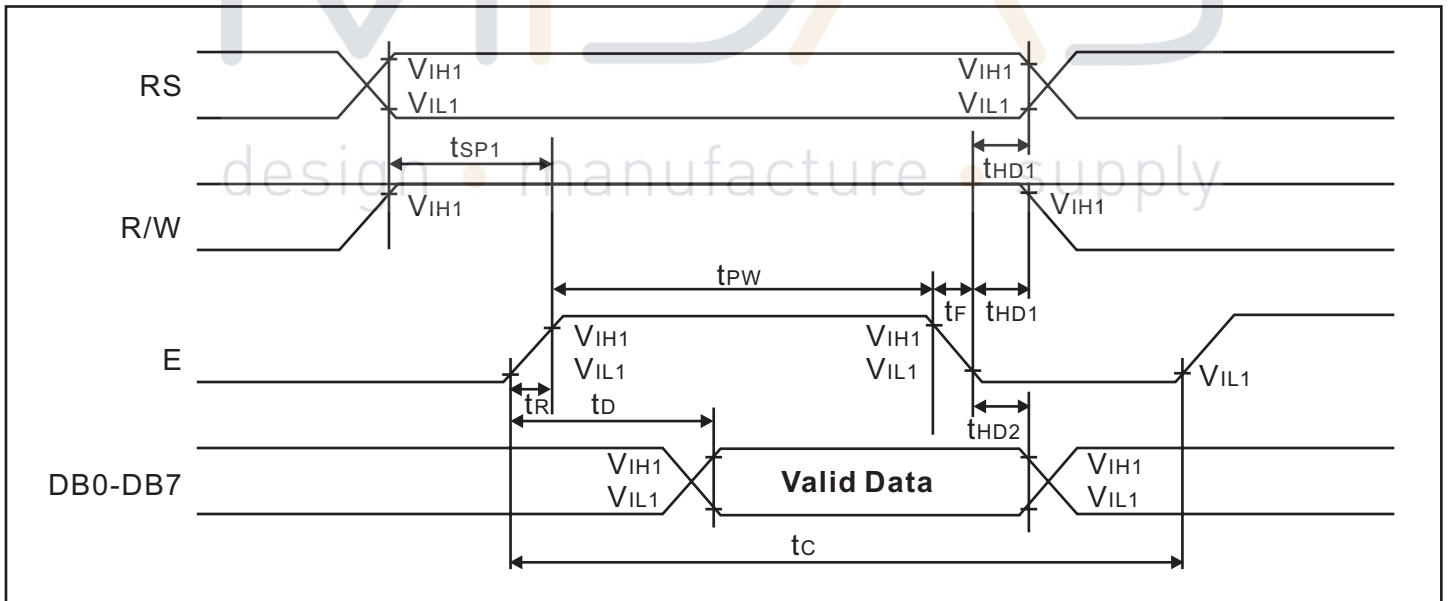 MIDAS
RS
VIH1
VIL1
VIH1
VIL1
tSP1
tHD1
design • manufacture • supply
R/W
VIH1
VIH1
tPW
tF
tHD1
E
VIH1
VIL1
VIH1
VIL1
VIL1
tR
tD
tHD2
DB0-DB7
VIH1
VIL1
Valid Data
VIH1
VIL1
tC